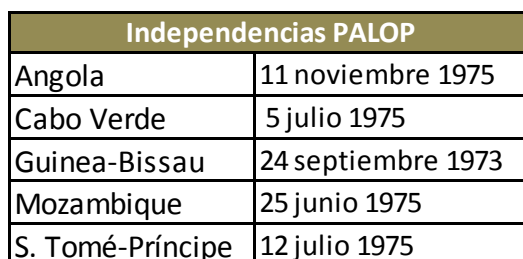 Independencias PALOP
Angola 11 noviembre 1975
Cabo Verde 5 julio 1975
Guinea-Bissau 24 septiembre 1973
Mozambique 25 junio 1975
S. Tomé-Príncipe 12 julio 1975